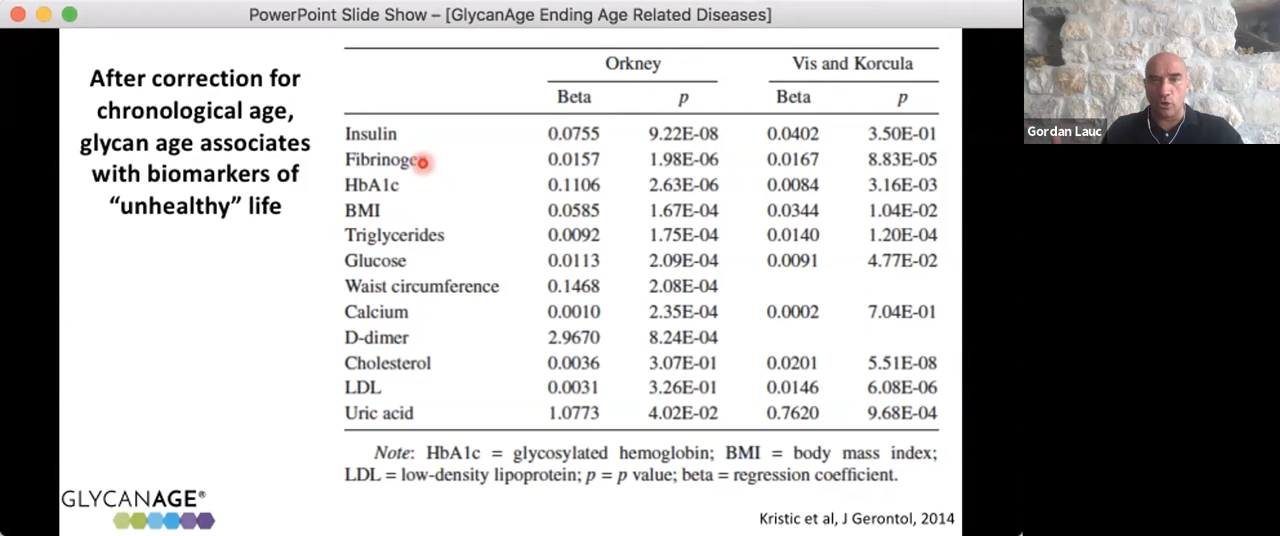 PowerPoint Slide Show – [GlycanAge Ending Age Related Diseases]
After correction for
chronological age,
glycan age associates
with biomarkers of
“unhealthy” life
Orkney Vis and Korcula
Beta p Beta p
Insulin 0.0755 9.22E-08 0.0402 3.50E-01
0.0157 1.98E-06 0.0167 8.83E-05
HbA1c 0.1106 2.63E-06 0.0084 3.16E-03
BMI 0.0585 1.67E-04 0.0344 1.04E-02
Triglycerides 0.0092 1.75E-04 0.0140 1.20E-04
Glucose 0.0113 2.09E-04 0.0091 4.77E-02
Waist circumference 0.1468 2.08E-04
Calcium 0.0010 2.35E-04 0.0002 7.04E-01
D-dimer 2.9670 8.24E-04
Cholesterol 0.0036 3.07E-01 0.0201 5.51E-08
LDL 0.0031 3.26E-01 0.0146 6.08E-06
Uric acid 1.0773 4.02E-02 0.7620 9.68E-04
Note: HbA1c = glycosylated hemoglobin; BMI = body mass index;
LDL = low-density lipoprotein; p = p value; beta = regression coefficient.
GLYCANAGE®
Kristic et al, J Gerontol, 2014
Gordan Lauc